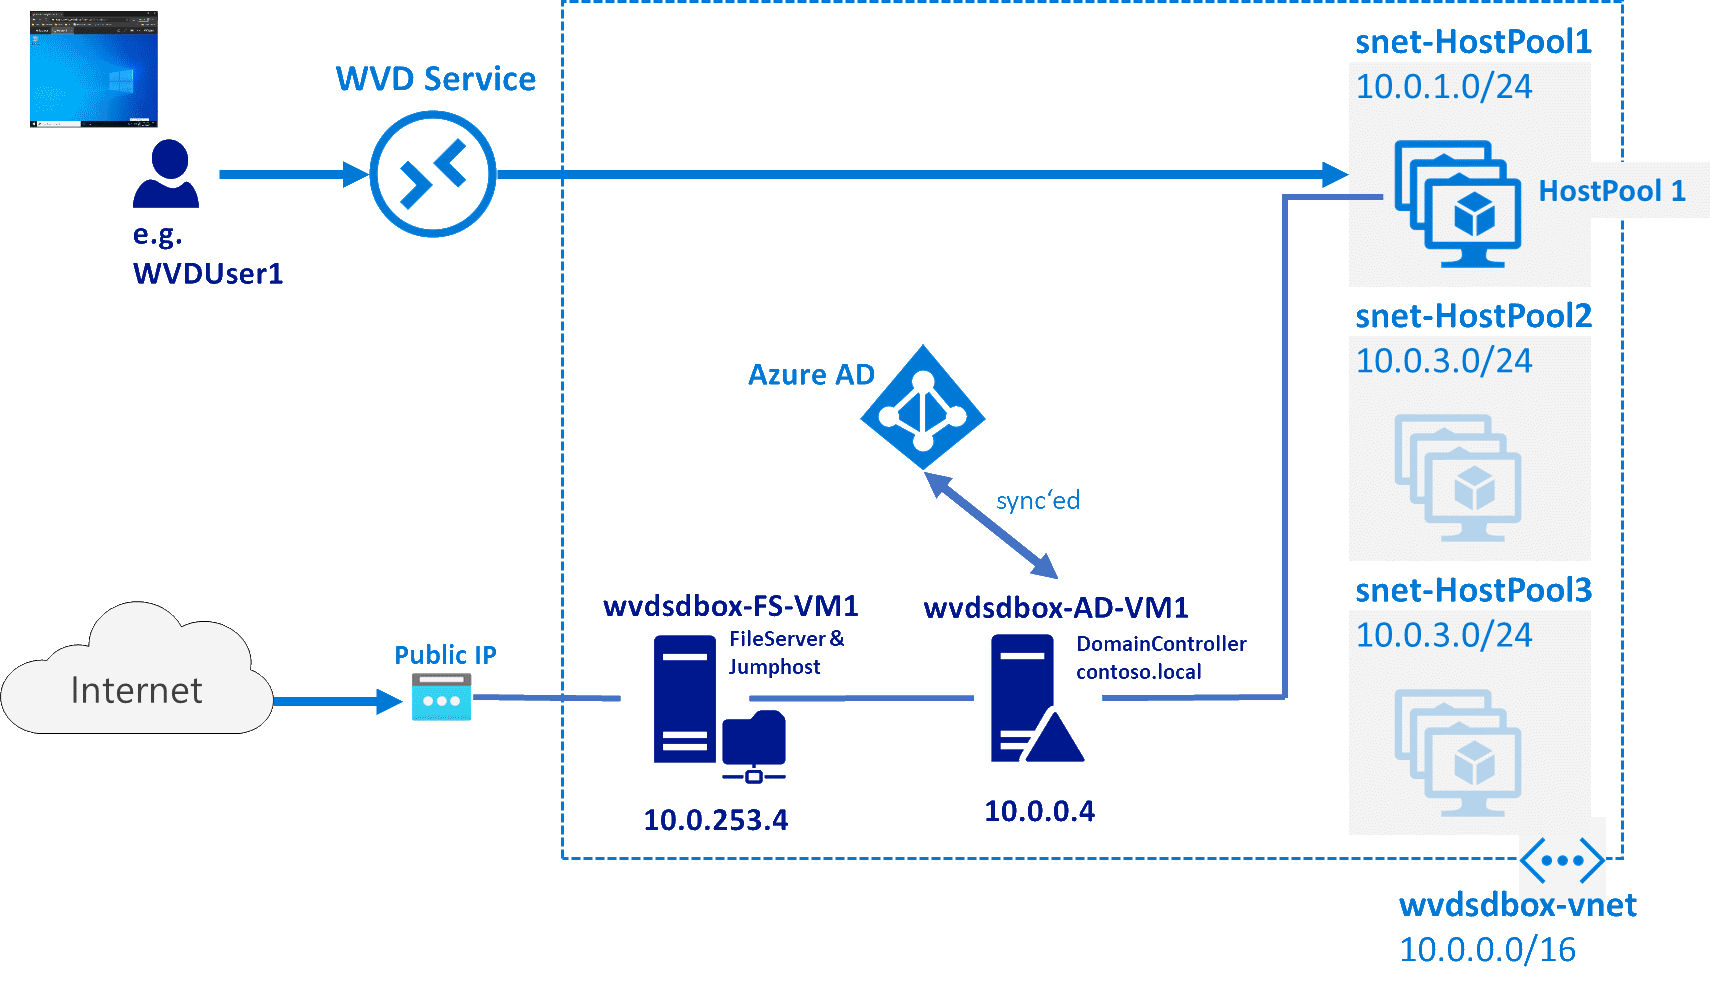 WVD Service
e.g.
WVDUser1
snet-HostPool1
10.0.1.0/24
HostPool 1
snet-HostPool2
10.0.3.0/24
Azure AD
sync‘ed
snet-HostPool3
10.0.3.0/24
Internet
Public IP
wvdsdbox-FS-VM1
FileServer &
Jumphost
10.0.253.4
wvdsdbox-AD-VM1
DomainController
contoso.local
10.0.0.4
wvdsdbox-vnet
10.0.0.0/16